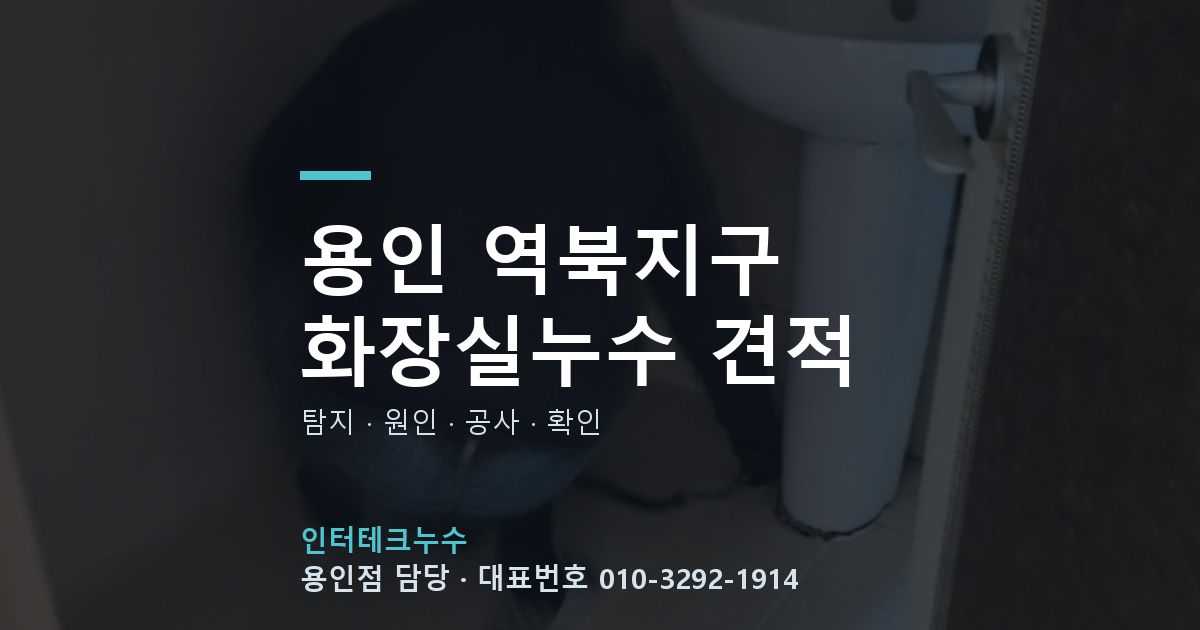 용인 역북지구
화장실누수 견적
탐지 · 원인 · 공사 · 확인
인터테크누수
용인점 담당 · 대표번호 010-3292-1914